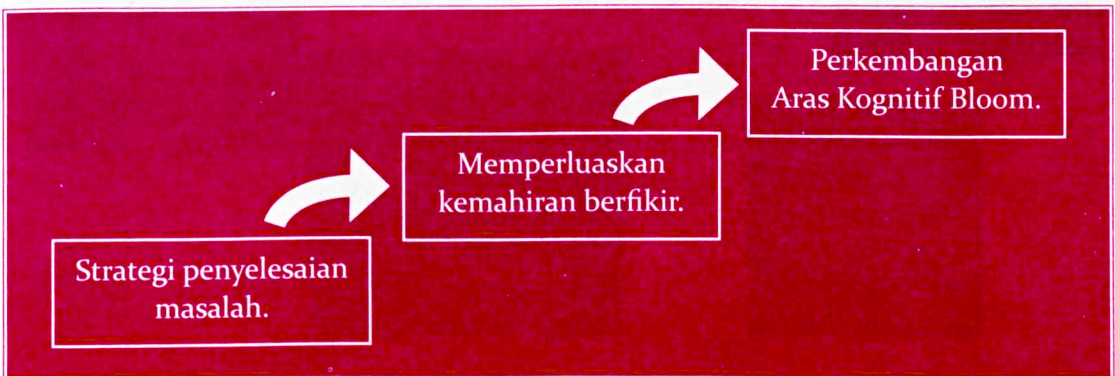 Perkembangan
Aras Kognitif Bloom.
Memperluaskan
kemahiran berfikir.
Strategi penyelesaian
masalah.